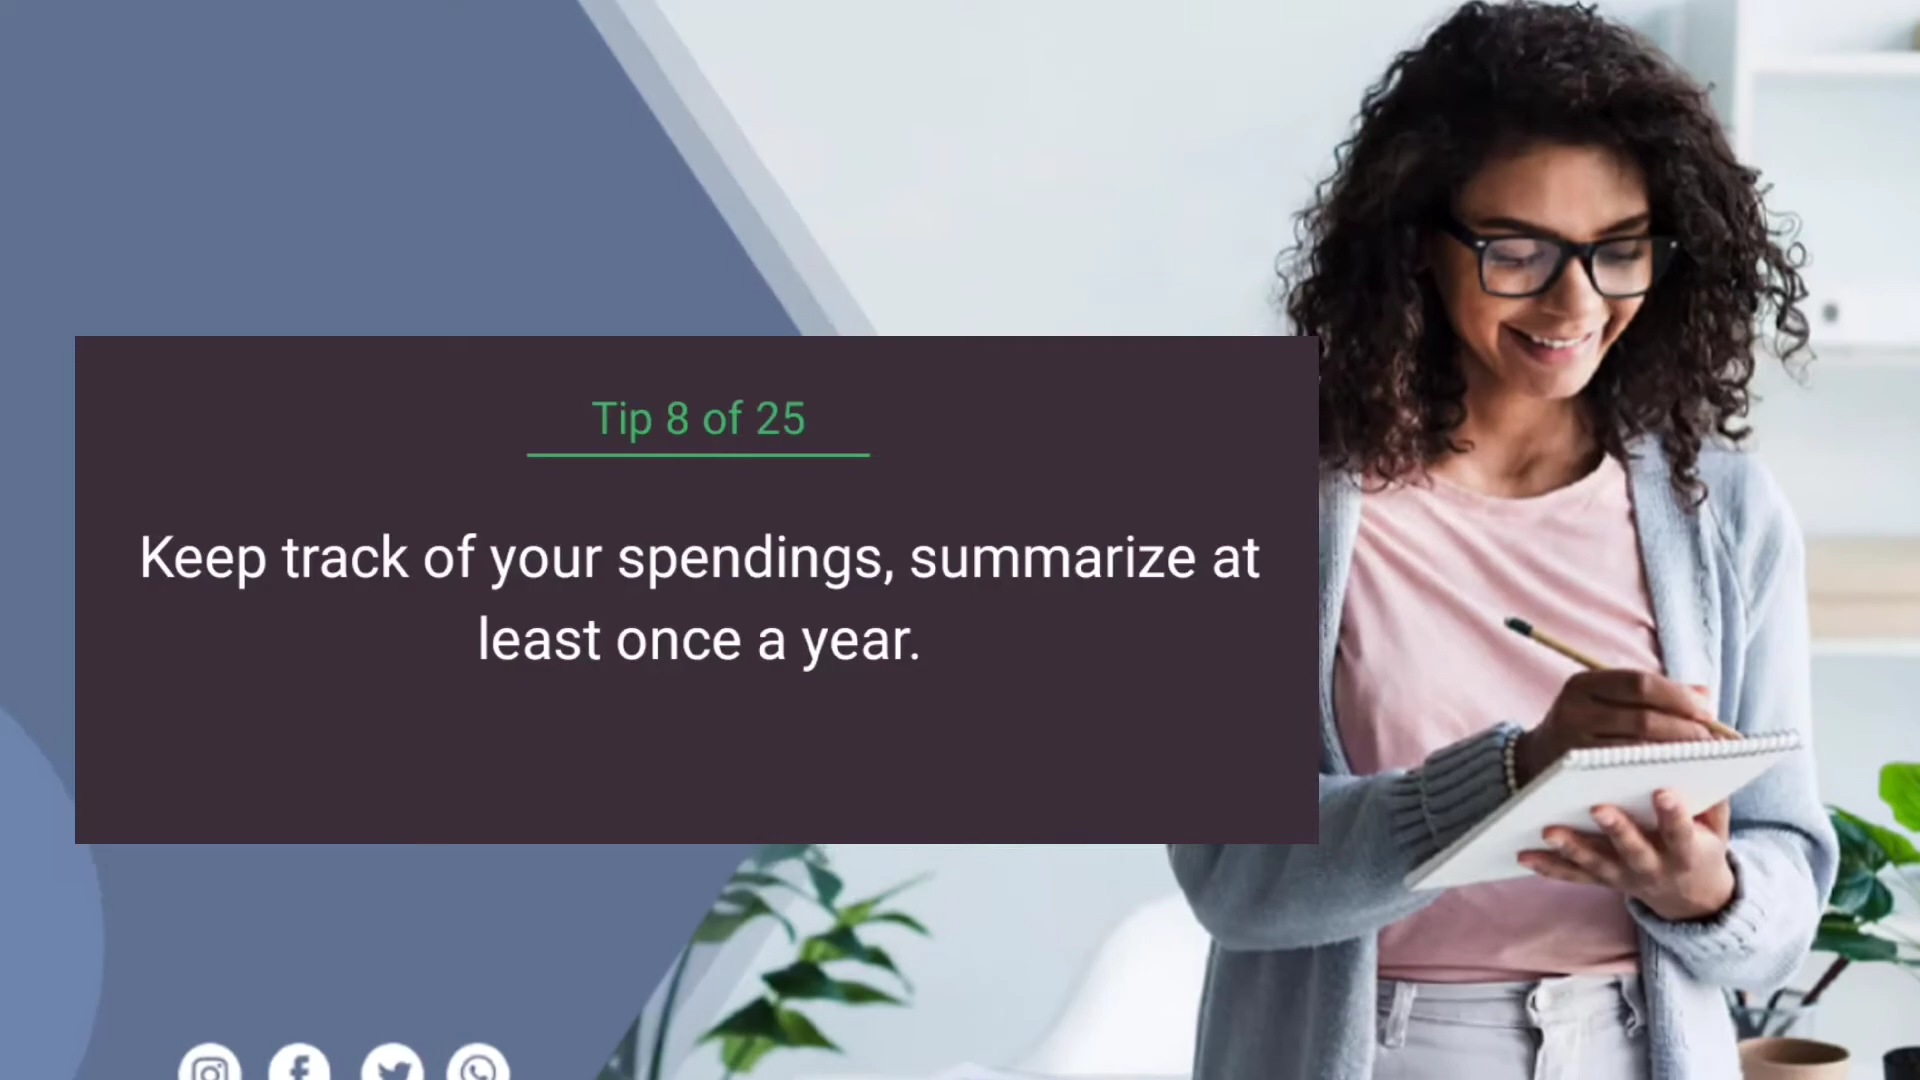 Tip 8 of 25
Keep track of your spendings, summarize at
least once a year.